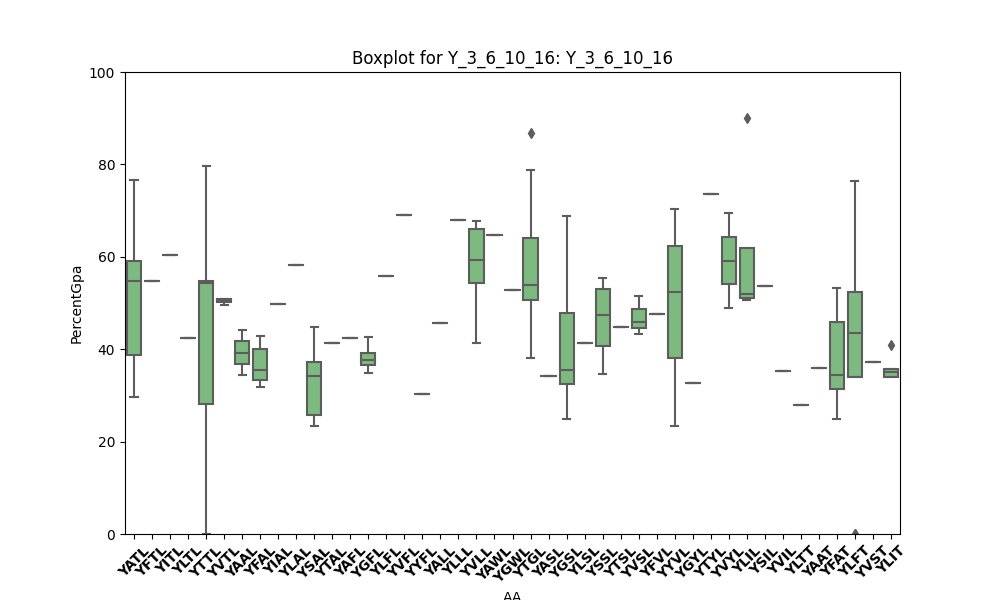 Boxplot for Y_3_6_10_16: Y_3_6_10_16
PercentGpa
100
80
60
40
20
0
YATL
YFTL
YITL
YLTL
YTTL
YVTL
YAAL
YFAL
YIAL
YLAL
YSAL
YTAL
YAFL
YGFL
YLFL
YVFL
YYFL
YALL
YLLL
YVLL
YAWL
YGWL
YTGL
YASL
YGSL
YLSL
YSSL
YTSL
YVSL
YFVL
YYVL
YGYL
YTYL
YVYL
YLIL
YSIL
YVIL
YLTT
YAAT
YFAT
YLFT
YVST
YLIT
AA